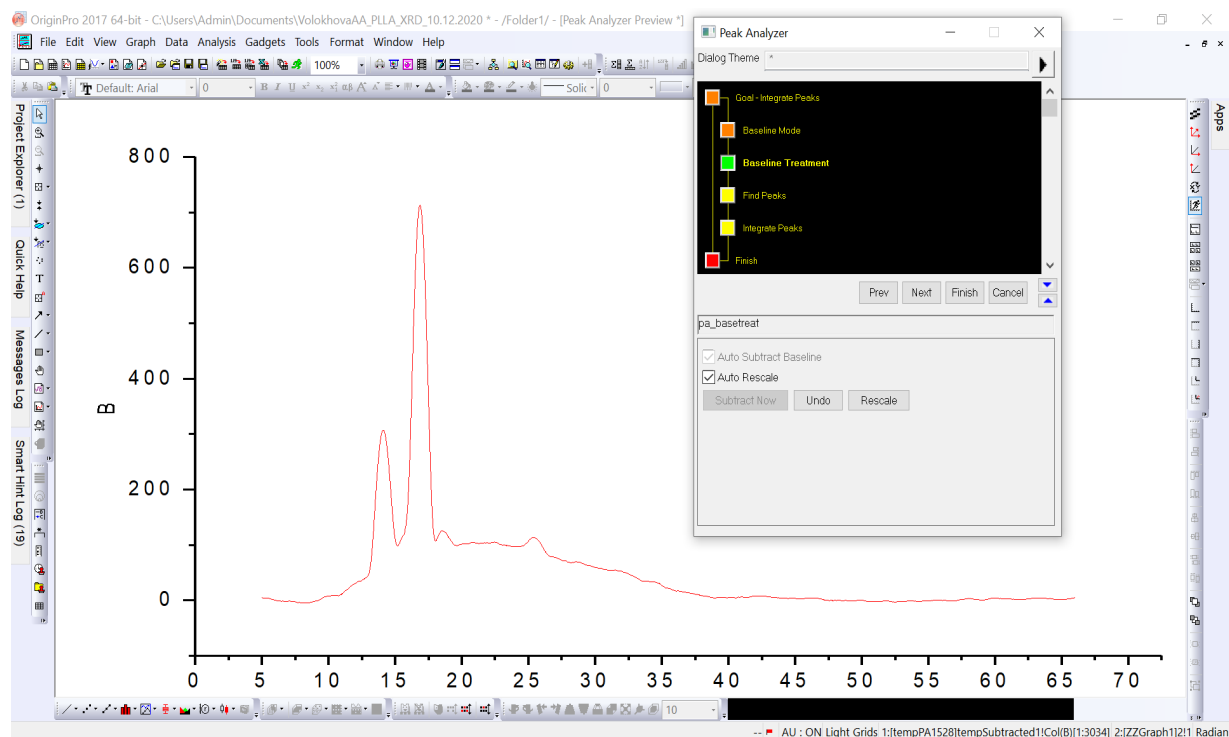 OriginPro 2017 64-bit - C:\Users\Admin\Documents\VolokhovaAA_PLLA_XRD_10.12.2020 * - /Folder1/ - [Peak Analyzer Preview *]
File Edit View Graph Data Analysis Gadgets Tools Format Window Help
100%
Default: Arial 0
B I U
αβ
Solic 0
Project Explorer (1)
Quick Help
Messages Log
Smart Hint Log (19)
Apps
Peak Analyzer
Dialog Theme *
Goal - Integrate Peaks
Baseline Mode
Baseline Treatment
Find Peaks
Integrate Peaks
Finish
Prev Next Finish Cancel
pa_basetreat
Auto Subtract Baseline
Auto Rescale
Subtract Now Undo Rescale
800
600
400
200
0
B
0 5 10 15 20 25 30 35 40 45 50 55 60 65 70
10
-- AU : ON Light Grids 1:[tempPA1528]tempSubtracted1!Col(B)[1:3034] 2:[ZZGraph1]2!1 Radian